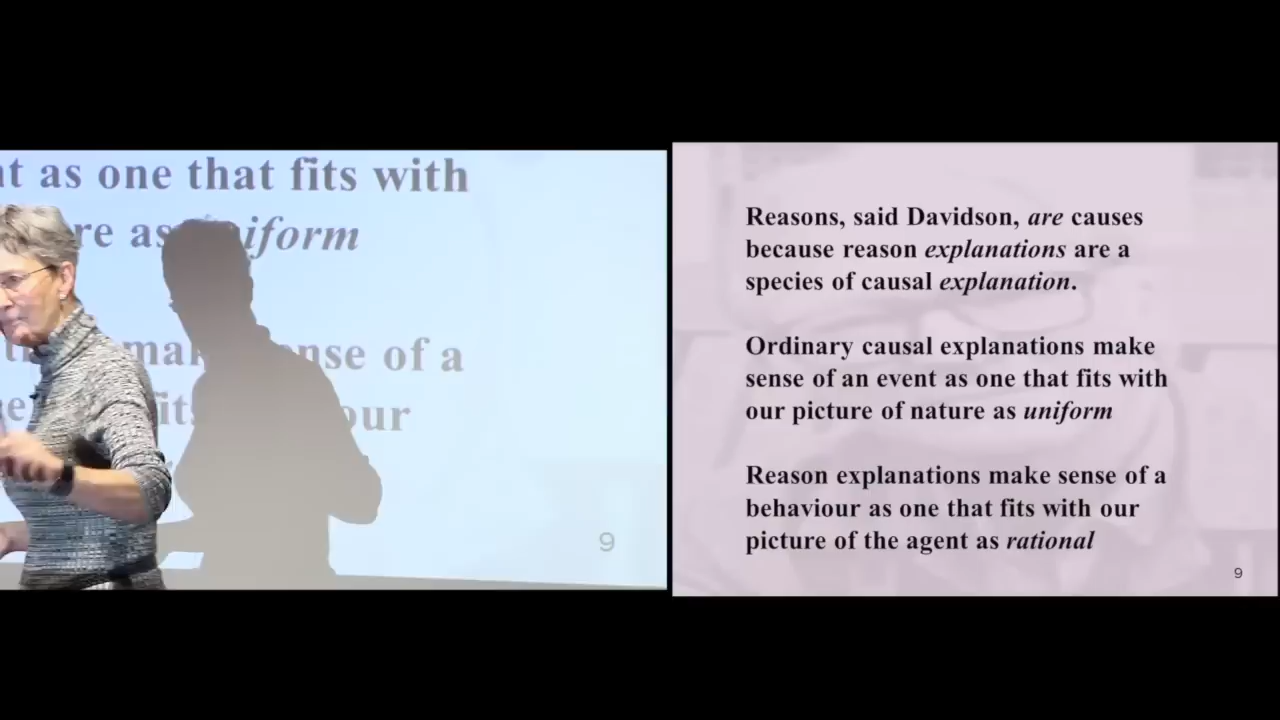 nt as one that fits with
re as iform
9
sense of a
fits our
Reasons, said Davidson, are causes
because reason explanations are a
species of causal explanation.
Ordinary causal explanations make
sense of an event as one that fits with
our picture of nature as uniform
Reason explanations make sense of a
behaviour as one that fits with our
picture of the agent as rational
9